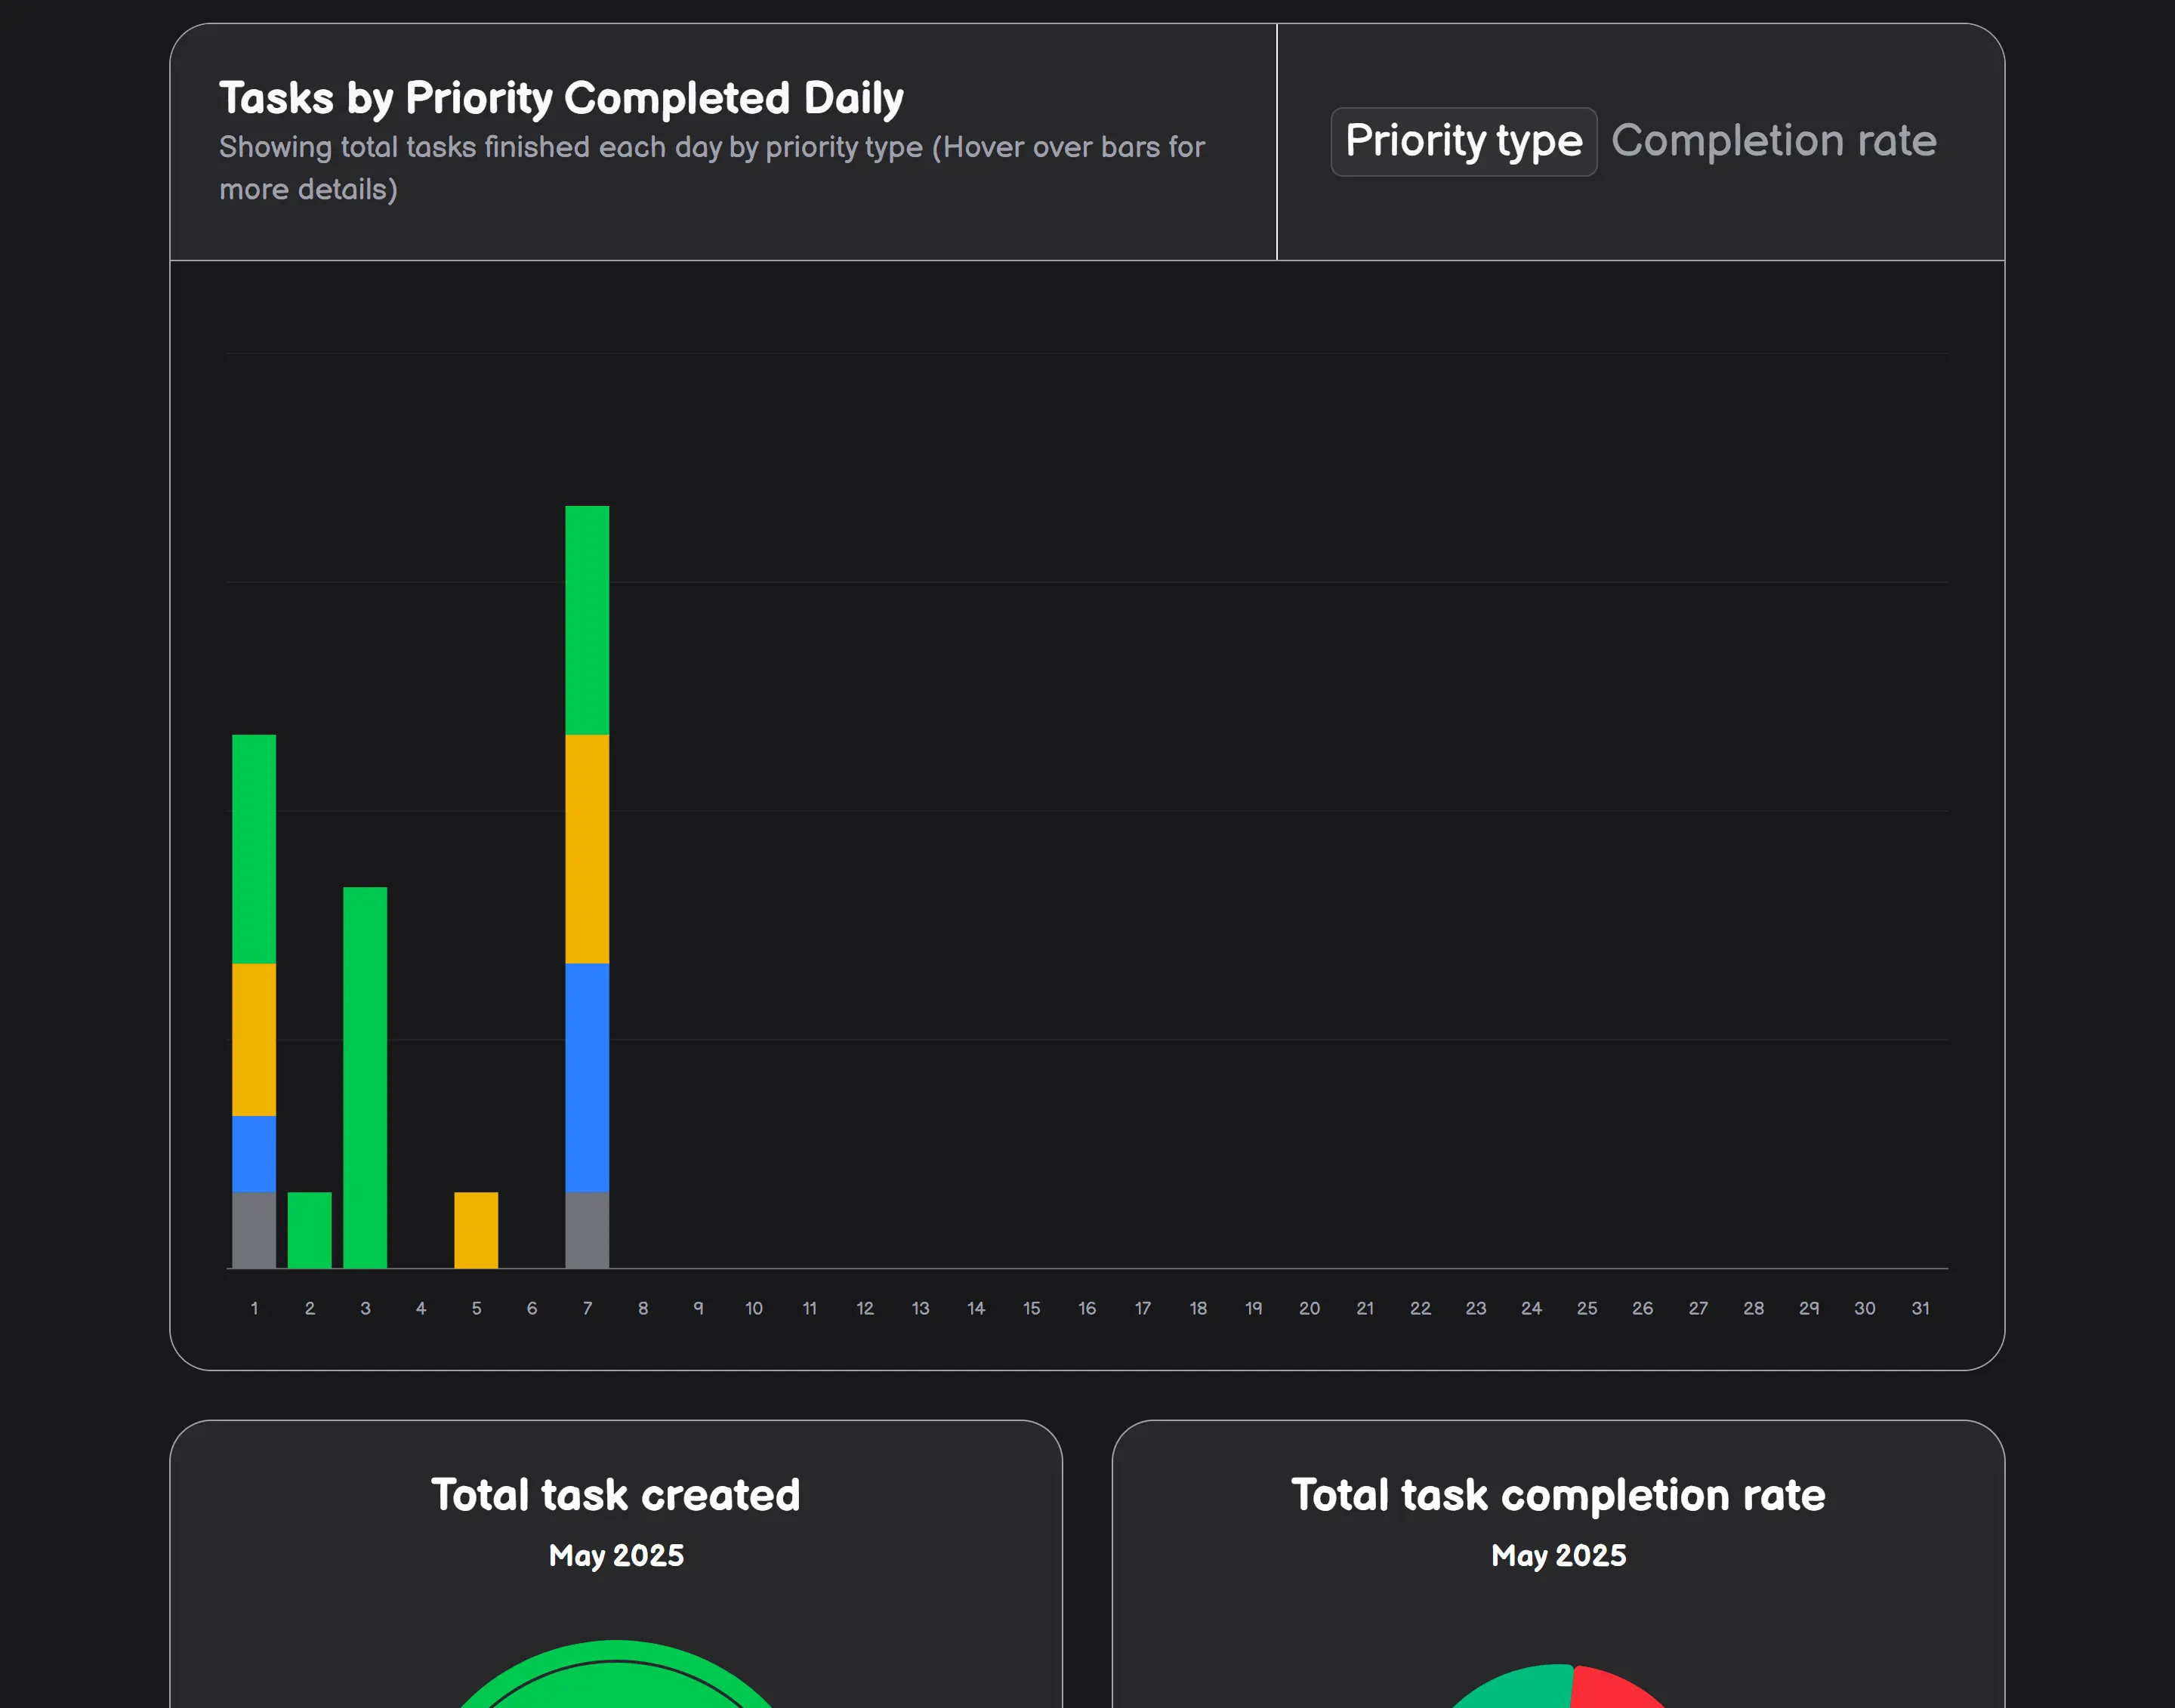 Tasks by Priority Completed Daily
Showing total tasks finished each day by priority type (Hover over bars for
more details)
Priority type Completion rate
1 2 3 4 5 6 7 8 9 10 11 12 13 14 15 16 17 18 19 20 21 22 23 24 25 26 27 28 29 30 31
Total task created
May 2025
Total task completion rate
May 2025